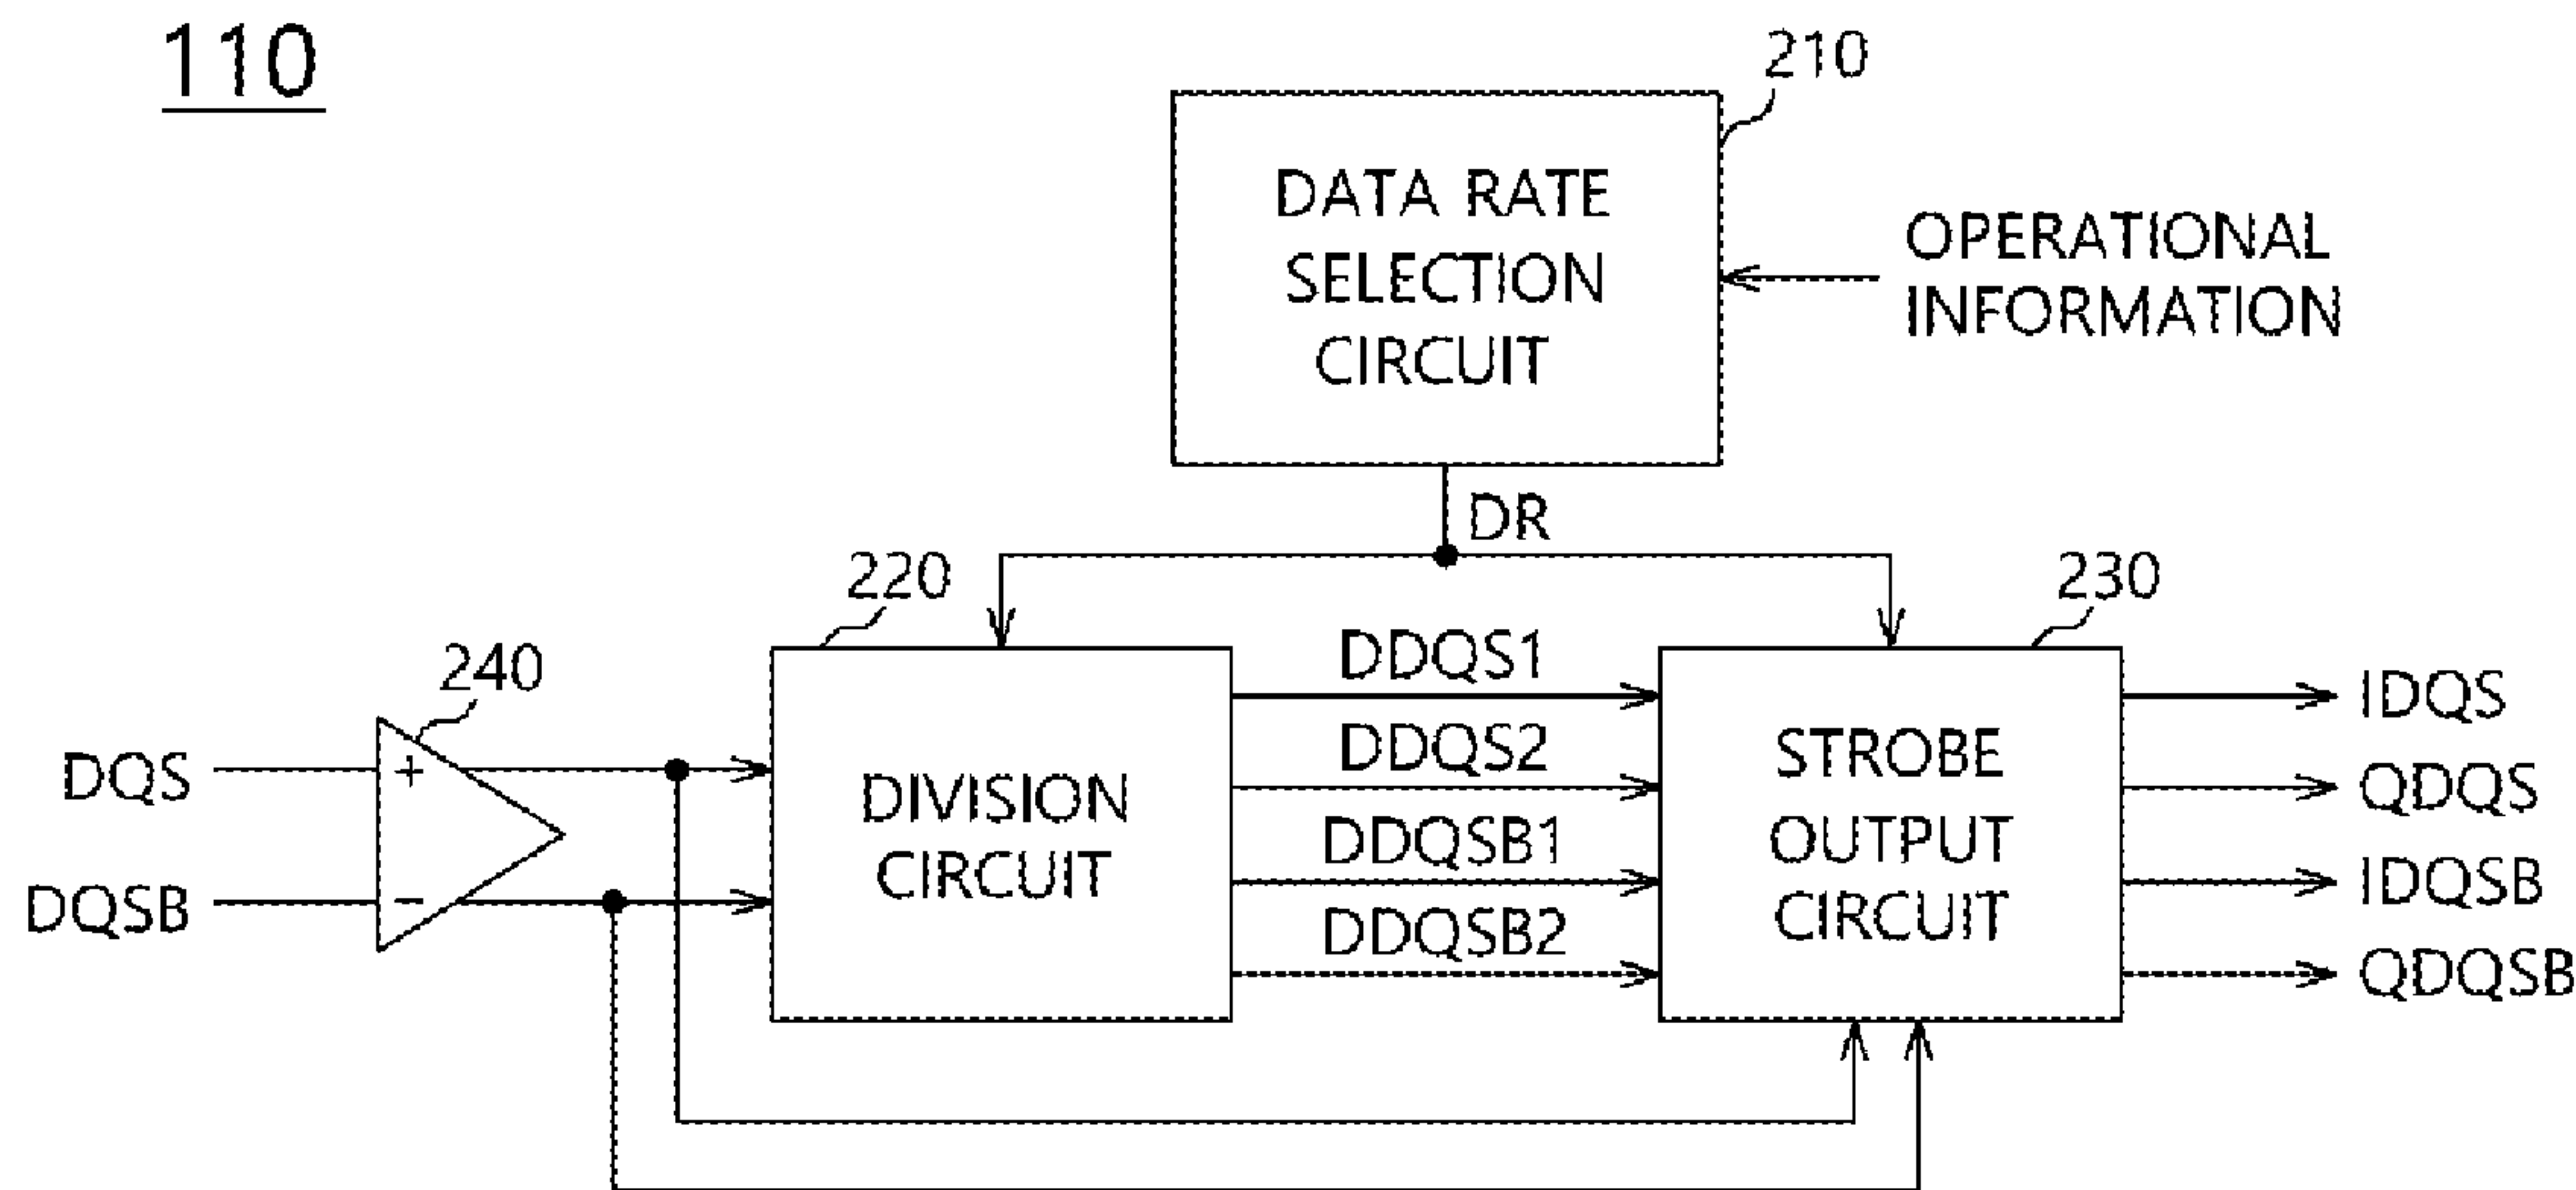 110
210
DATA RATE
SELECTION
CIRCUIT
OPERATIONAL
INFORMATION
DR
220
230
240
DDQS1
DDQS2
DDQSB1
DDQSB2
DQS
DQSB
+
−
DIVISION
CIRCUIT
STROBE
OUTPUT
CIRCUIT
IDQS
QDQS
IDQSB
QDQSB